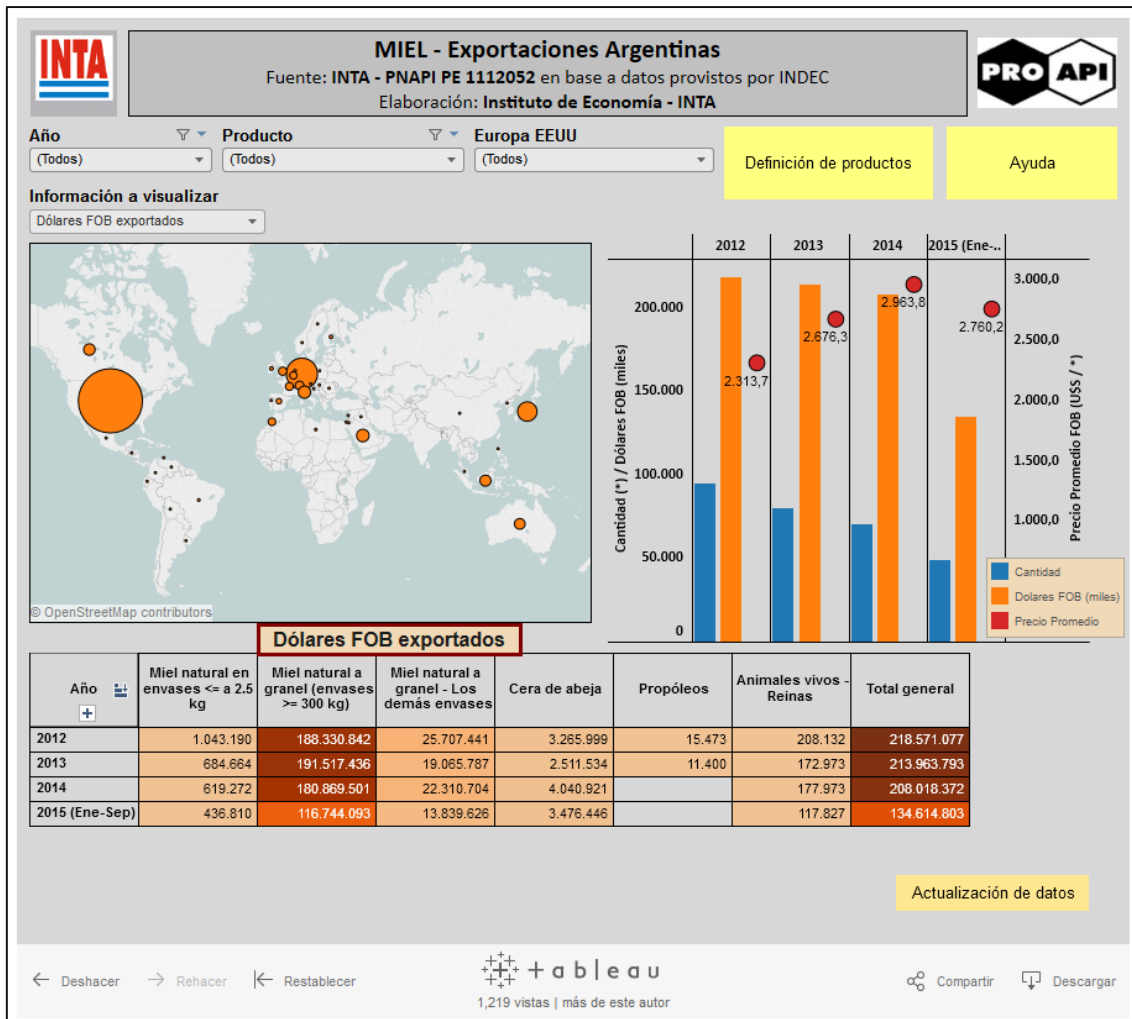 INTA
MIEL - Exportaciones Argentinas
Fuente: INTA - PNAPI PE 1112052 en base a datos provistos por INDEC
Elaboración: Instituto de Economía - INTA
PRO API
Año
Producto
Europa EEUU
(Todos)
(Todos)
(Todos)
Definición de productos
Ayuda
Información a visualizar
Dólares FOB exportados
© OpenStreetMap contributors
2012
2013
2014
2015 (Ene-..
Cantidad (*) / Dólares FOB (miles)
200.000
150.000
100.000
50.000
0
2.313,7
2.676,3
2.963,8
2.760,2
3.000,0
2.500,0
2.000,0
1.500,0
1.000,0
Precio Promedio FOB (U$S / *)
Cantidad
Dolares FOB (miles)
Precio Promedio
Dólares FOB exportados
Año
Miel natural en
envases <= a 2.5
kg
Miel natural a
granel (envases
>= 300 kg)
Miel natural a
granel - Los
demás envases
Cera de abeja
Propóleos
Animales vivos -
Reinas
Total general
2012 1.043.190 188.330.842 25.707.441 3.265.999 15.473 208.132 218.571.077
2013 684.664 191.517.436 19.065.787 2.511.534 11.400 172.973 213.963.793
2014 619.272 180.869.501 22.310.704 4.040.921 177.973 208.018.372
2015 (Ene-Sep) 436.810 116.744.093 13.839.626 3.476.446 117.827 134.614.803
Actualización de datos
Deshacer
Rehacer
Restablecer
+ableau
1,219 vistas | más de este autor
Compartir
Descargar